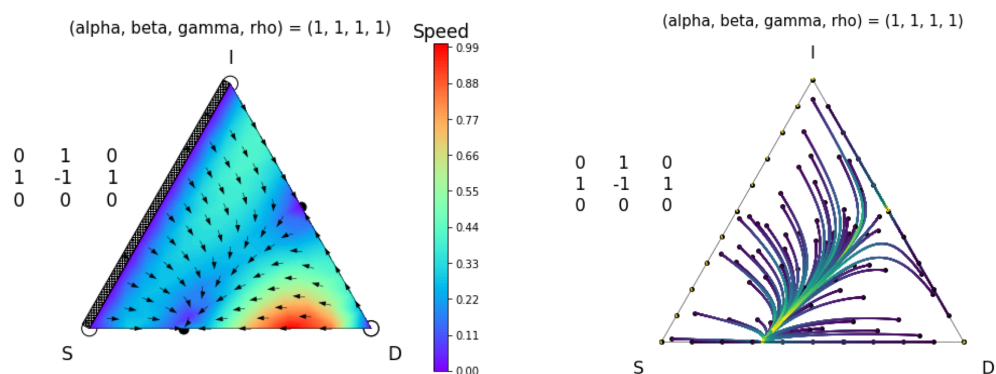 (alpha, beta, gamma, rho) = (1, 1, 1, 1)
Speed
I
0.99
0.88
0.77
0.66
0.55
0.44
0.33
0.22
0.11
0.00
0 1 0
1 -1 1
0 0 0
S
D
(alpha, beta, gamma, rho) = (1, 1, 1, 1)
I
0 1 0
1 -1 1
0 0 0
S
D